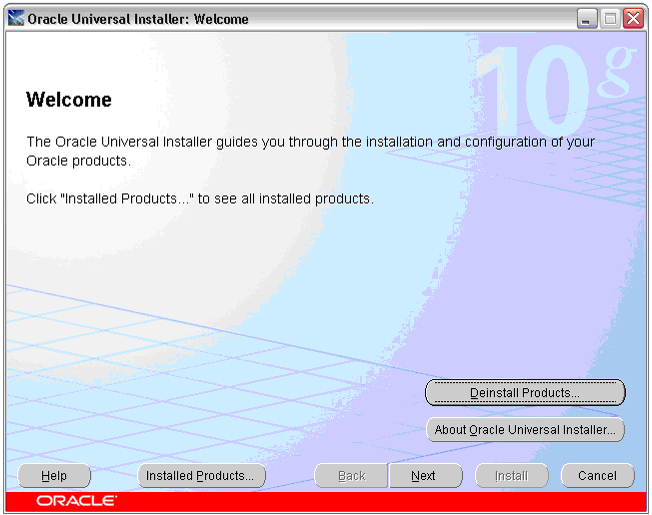 Oracle Universal Installer: Welcome
10g
Welcome
The Oracle Universal Installer guides you through the installation and configuration of your
Oracle products.
Click "Installed Products..." to see all installed products.
Deinstall Products...
About Oracle Universal Installer...
Help Installed Products... Back Next Install Cancel
ORACLE